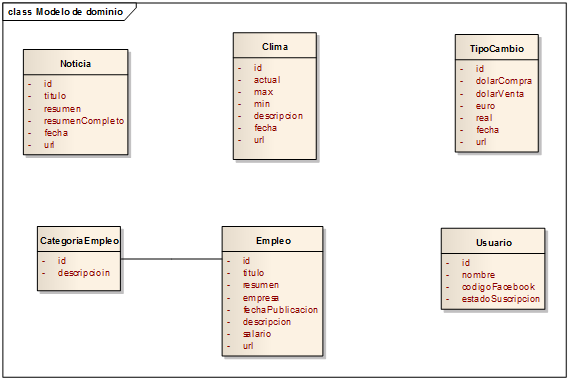 class Modelo de dominio
Noticia
- id
- titulo
- resumen
- resumenCompleto
- fecha
- url
Clima
- id
- actual
- max
- min
- descripcion
- fecha
- url
TipoCambio
- id
- dolarCompra
- dolarVenta
- euro
- real
- fecha
- url
CategoriaEmpleo
- id
- descripcioin
Empleo
- id
- titulo
- resumen
- empresa
- fechaPublicacion
- descripcion
- salario
- url
Usuario
- id
- nombre
- codigoFacebook
- estadoSuscripcion